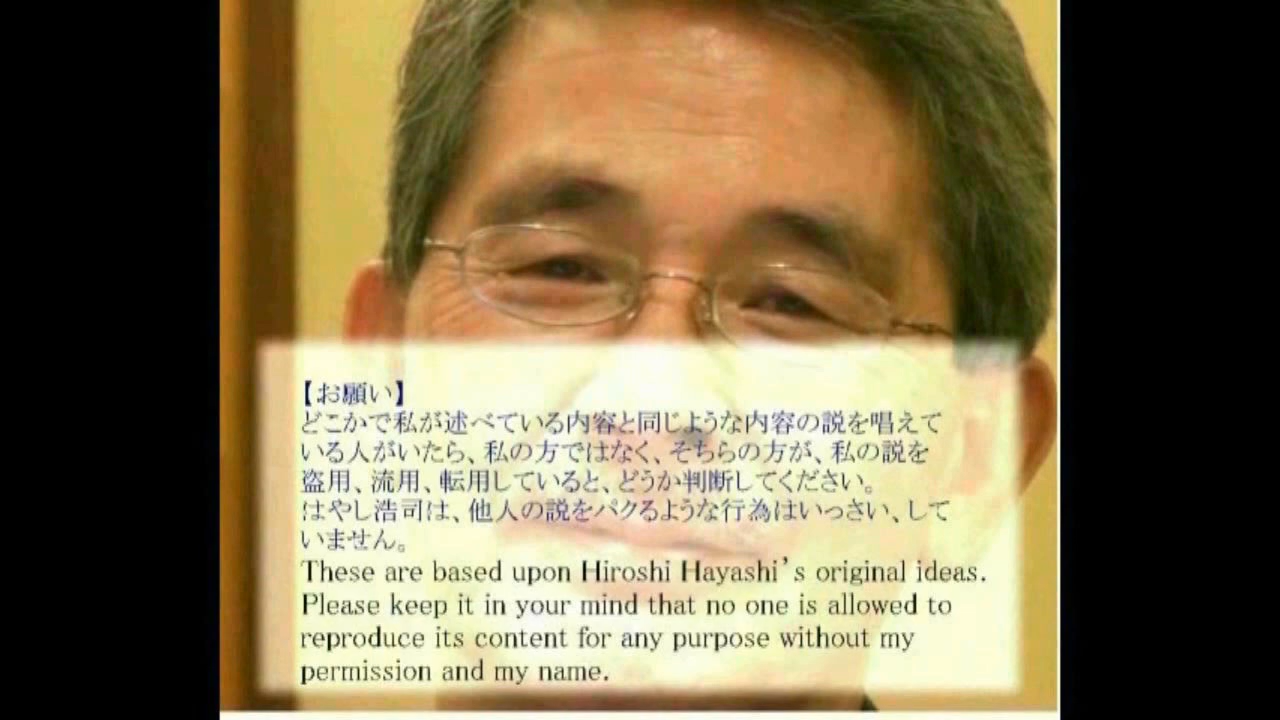 【お願い】
どこかで私が述べている内容と同じような内容の説を唱えて
いる人がいたら、私の方ではなく、そちらの方が、私の説を
盗用、流用、転用していると、どうか判断してください。
はやし浩司は、他人の説をパクるような行為はいっさい、して
いません。
These are based upon Hiroshi Hayashi's original ideas.
Please keep it in your mind that no one is allowed to
reproduce its content for any purpose without my
permission and my name.